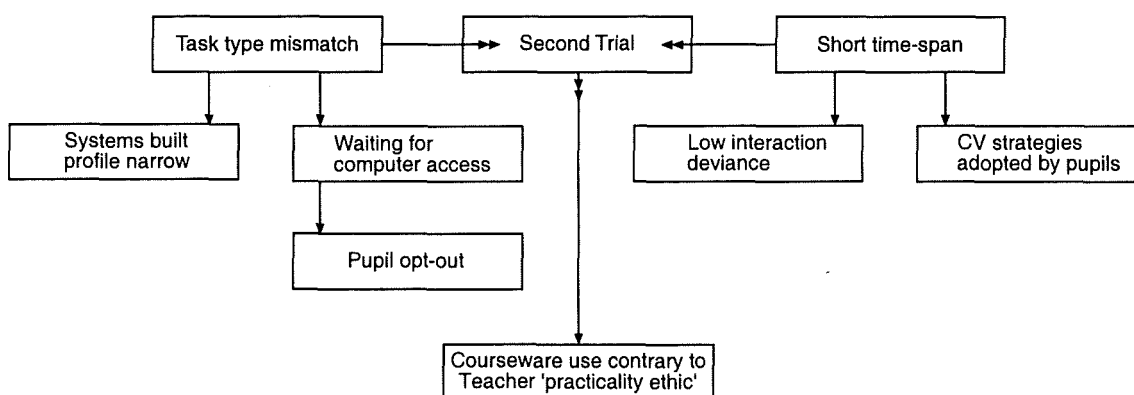 Task type mismatch
Second Trial
Short time-span
Systems built
profile narrow
Waiting for
computer access
Low interaction
deviance
CV strategies
adopted by pupils
Pupil opt-out
Courseware use contrary to
Teacher 'practicality ethic'